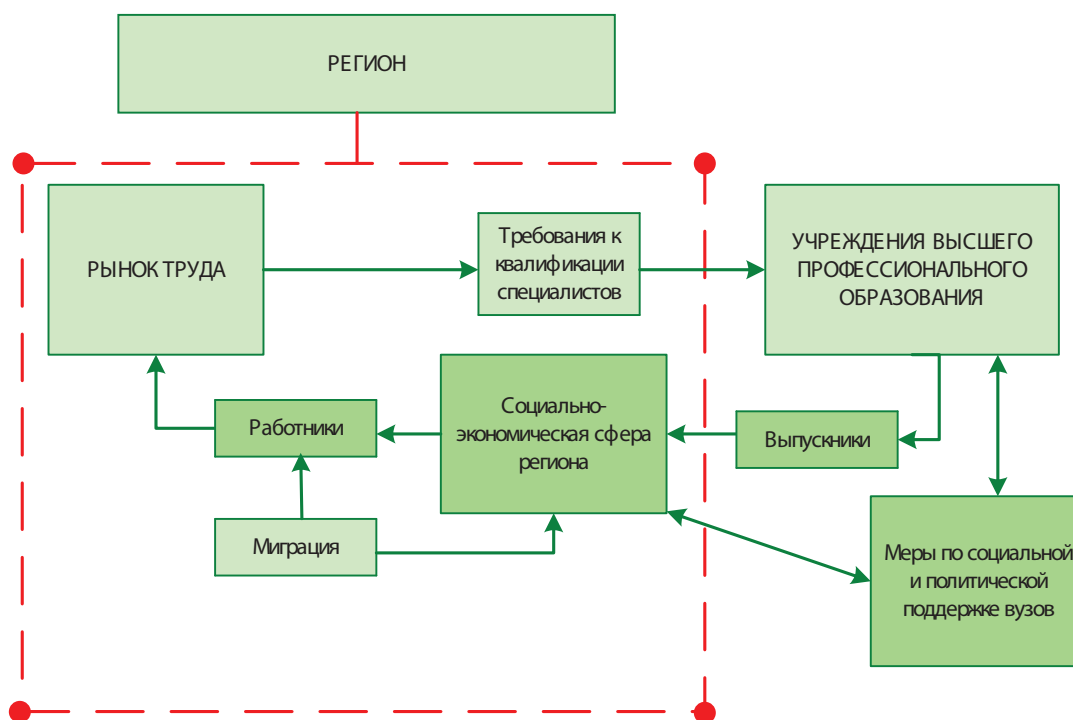 РЕГИОН
РЫНОК ТРУДА
Требования к
квалификации
специалистов
УЧРЕЖДЕНИЯ ВЫСШЕГО
ПРОФЕССИОНАЛЬНОГО
ОБРАЗОВАНИЯ
Работники
Социально-
экономическая сфера
региона
Выпускники
Миграция
Меры по социальной
и политической
поддержке вузов